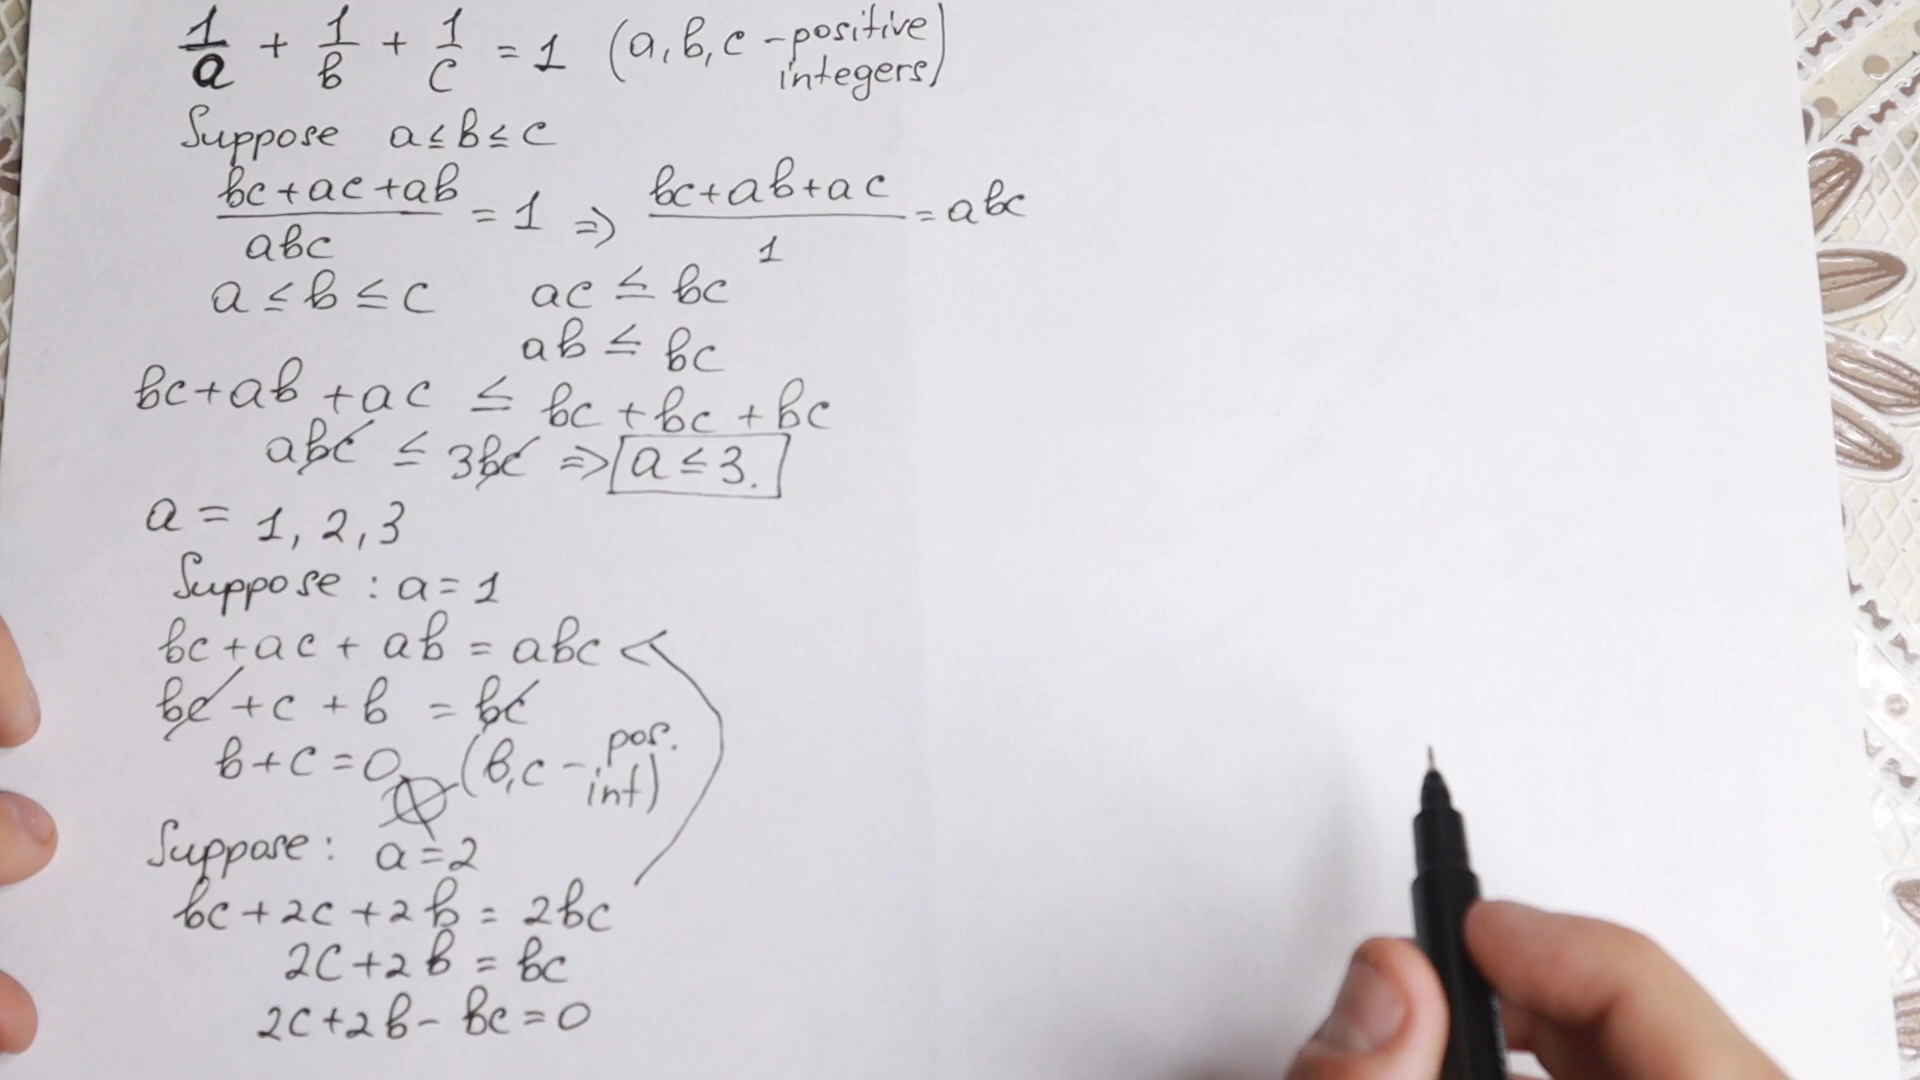 1/a + 1/b + 1/c = 1 (a, b, c – positive integers)
Suppose a ≤ b ≤ c
(bc + ac + ab)/abc = 1 ⇒ (bc + ab + ac)/1 = abc
a ≤ b ≤ c ac ≤ bc
ab ≤ bc
bc + ab + ac ≤ bc + bc + bc
abc ≤ 3bc ⇒ a ≤ 3.
a = 1, 2, 3
Suppose : a = 1
bc + ac + ab = abc
bc + c + b = bc
b + c = 0 (b, c – pos. int)
Suppose : a = 2
bc + 2c + 2b = 2bc
2c + 2b = bc
2c + 2b – bc = 0